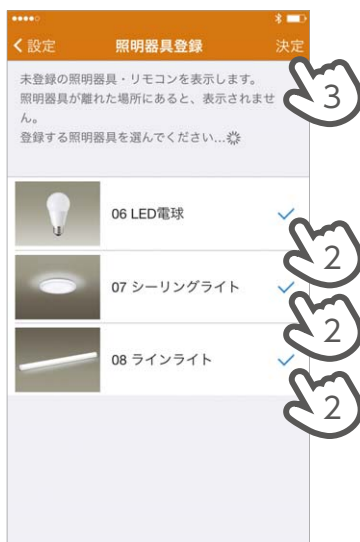 設定 照明器具登録 決定
未登録の照明器具・リモコンを表示します。
照明器具が離れた場所にあると、表示されませ
ん。
登録する照明器具を選んでください...
3
06 LED電球
2
07 シーリングライト
2
08 ラインライト
2